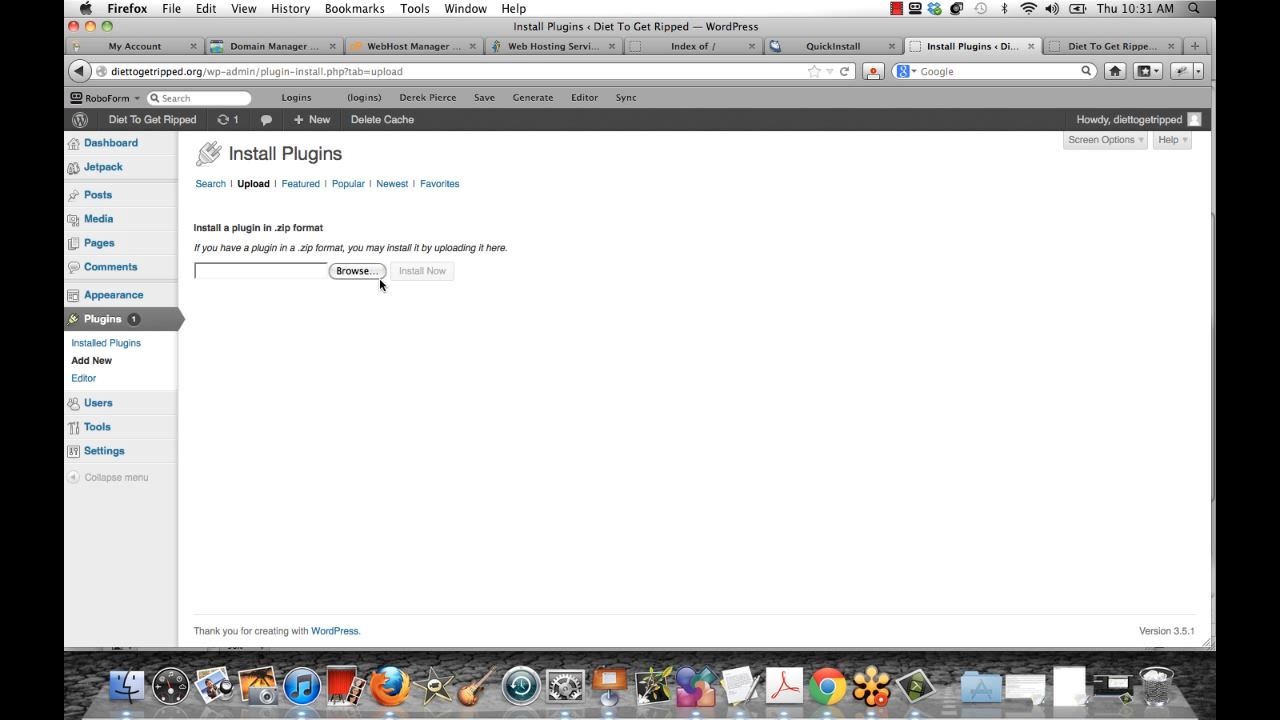 Firefox File Edit View History Bookmarks Tools Window Help Thu 10:31 AM
Install Plugins ‹ Diet To Get Ripped — WordPress
My Account Domain Manager ... WebHost Manager ... Web Hosting Servi... Index of / QuickInstall Install Plugins ‹ Di... Diet To Get Rippe...
diettogetripped.org/wp-admin/plugin-install.php?tab=upload Google
RoboForm Search Logins (logins) Derek Pierce Save Generate Editor Sync
Diet To Get Ripped 1 + New Delete Cache Howdy, diettogetripped
Screen Options Help
Dashboard
Jetpack
Posts
Media
Pages
Comments
Appearance
Plugins 1
Installed Plugins
Add New
Editor
Users
Tools
Settings
Collapse menu
Install Plugins
Search | Upload | Featured | Popular | Newest | Favorites
Install a plugin in .zip format
If you have a plugin in a .zip format, you may install it by uploading it here.
Browse... Install Now
Thank you for creating with WordPress. Version 3.5.1